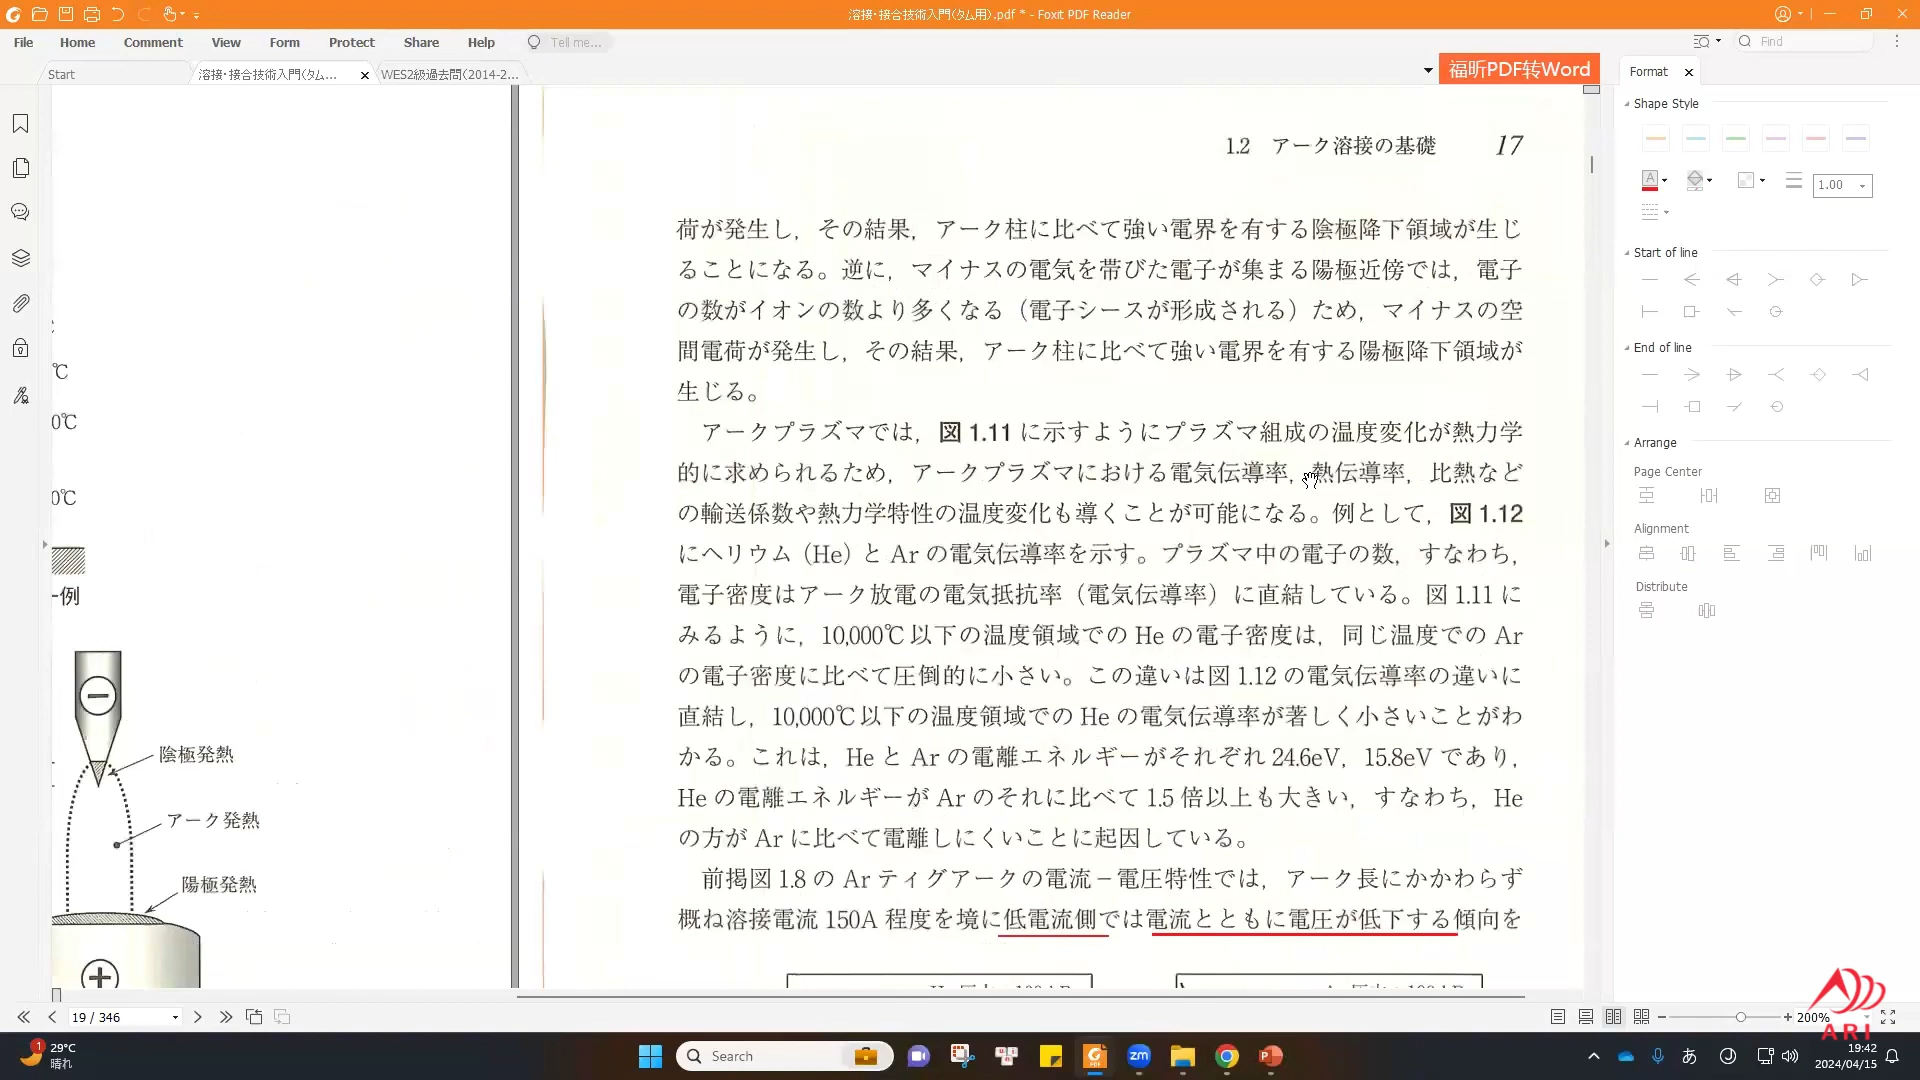 溶接・接合技術入門(タム用).pdf * - Foxit PDF Reader
File Home Comment View Form Protect Share Help Tell me... Find
Start 溶接・接合技術入門(タム... WES2級過去問(2014-2... 福昕PDF转Word Format
Shape Style
1.00
Start of line
End of line
Arrange
Page Center
Alignment
Distribute
℃
0℃
0℃
一例
陰極発熱
アーク発熱
陽極発熱
1.2 アーク溶接の基礎 17
荷が発生し，その結果，アーク柱に比べて強い電界を有する陰極降下領域が生じ
ることになる。逆に，マイナスの電気を帯びた電子が集まる陽極近傍では，電子
の数がイオンの数より多くなる（電子シースが形成される）ため，マイナスの空
間電荷が発生し，その結果，アーク柱に比べて強い電界を有する陽極降下領域が
生じる。
アークプラズマでは，図 1.11 に示すようにプラズマ組成の温度変化が熱力学
的に求められるため，アークプラズマにおける電気伝導率，熱伝導率，比熱など
の輸送係数や熱力学特性の温度変化も導くことが可能になる。例として，図 1.12
にヘリウム（He）と Ar の電気伝導率を示す。プラズマ中の電子の数，すなわち，
電子密度はアーク放電の電気抵抗率（電気伝導率）に直結している。図 1.11 に
みるように，10,000℃以下の温度領域での He の電子密度は，同じ温度での Ar
の電子密度に比べて圧倒的に小さい。この違いは図 1.12 の電気伝導率の違いに
直結し，10,000℃以下の温度領域での He の電気伝導率が著しく小さいことがわ
かる。これは，He と Ar の電離エネルギーがそれぞれ 24.6eV，15.8eV であり，
He の電離エネルギーが Ar のそれに比べて 1.5 倍以上も大きい，すなわち，He
の方が Ar に比べて電離しにくいことに起因している。
前掲図 1.8 の Ar ティグアークの電流－電圧特性では，アーク長にかかわらず
概ね溶接電流 150A 程度を境に低電流側では電流とともに電圧が低下する傾向を
19 / 346
200%
ARI
1
29°C
晴れ
Search
あ
19:42
2024/04/15